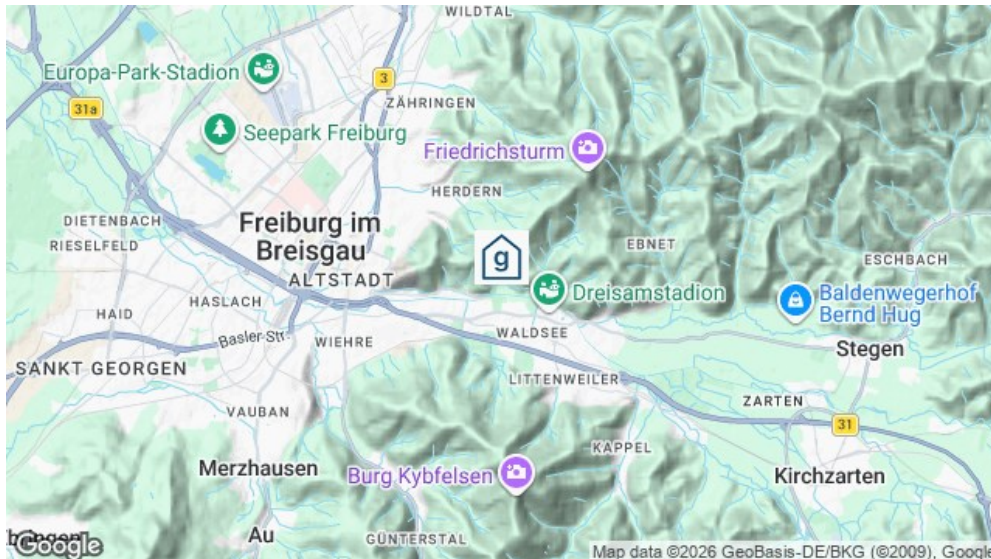 WILDTAL
Europa-Park-Stadion
3
31a
ZÄHRINGEN
Seepark Freiburg
Friedrichsturm
HERDERN
DIETENBACH
RIESELFELD
Freiburg im
Breisgau
EBNET
ESCHBACH
g
ALTSTADT
Dreisamstadion
Baldenwegerhof
Bernd Hug
HASLACH
HAID
Basler Str.
WIEHRE
WALDSEE
Stegen
SANKT GEORGEN
LITTENWEILER
VAUBAN
ZARTEN
31
KAPPEL
Merzhausen
Burg Kybfelsen
Kirchzarten
Au
GÜNTERSTAL
Google
Map data ©2026 GeoBasis-DE/BKG (©2009), Google